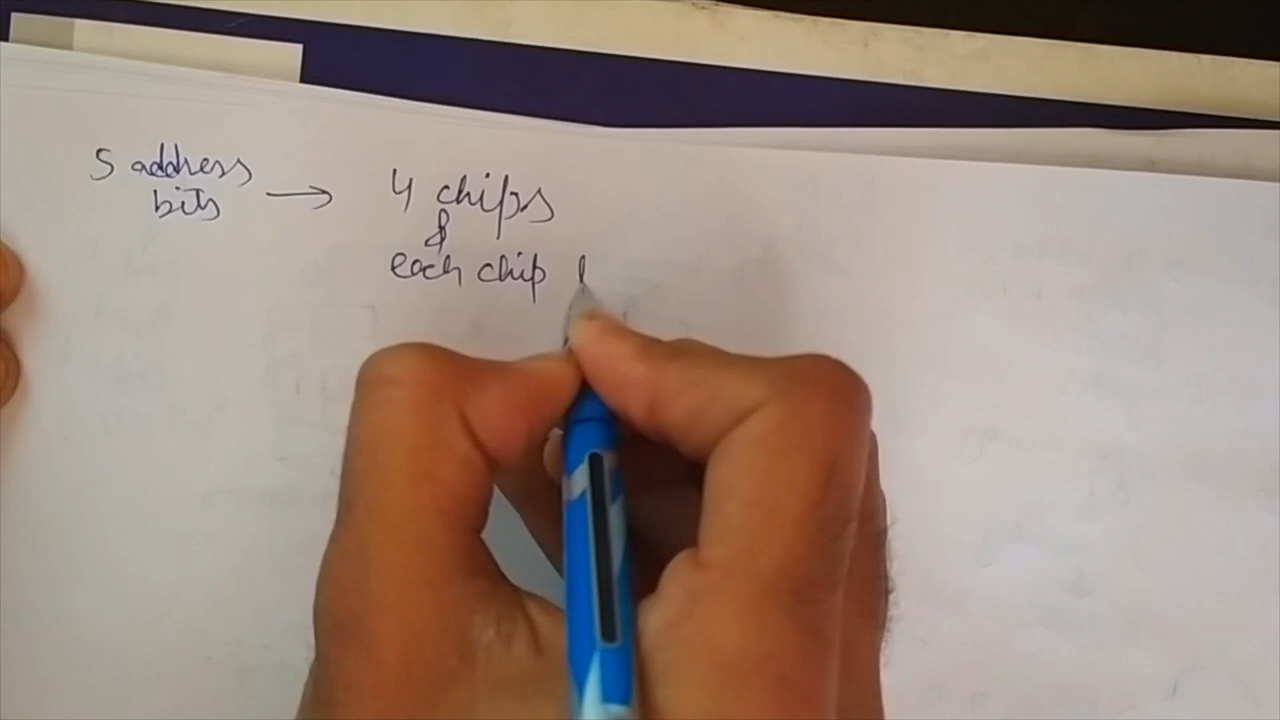 5 address
bits → 4 chips
&
each chip